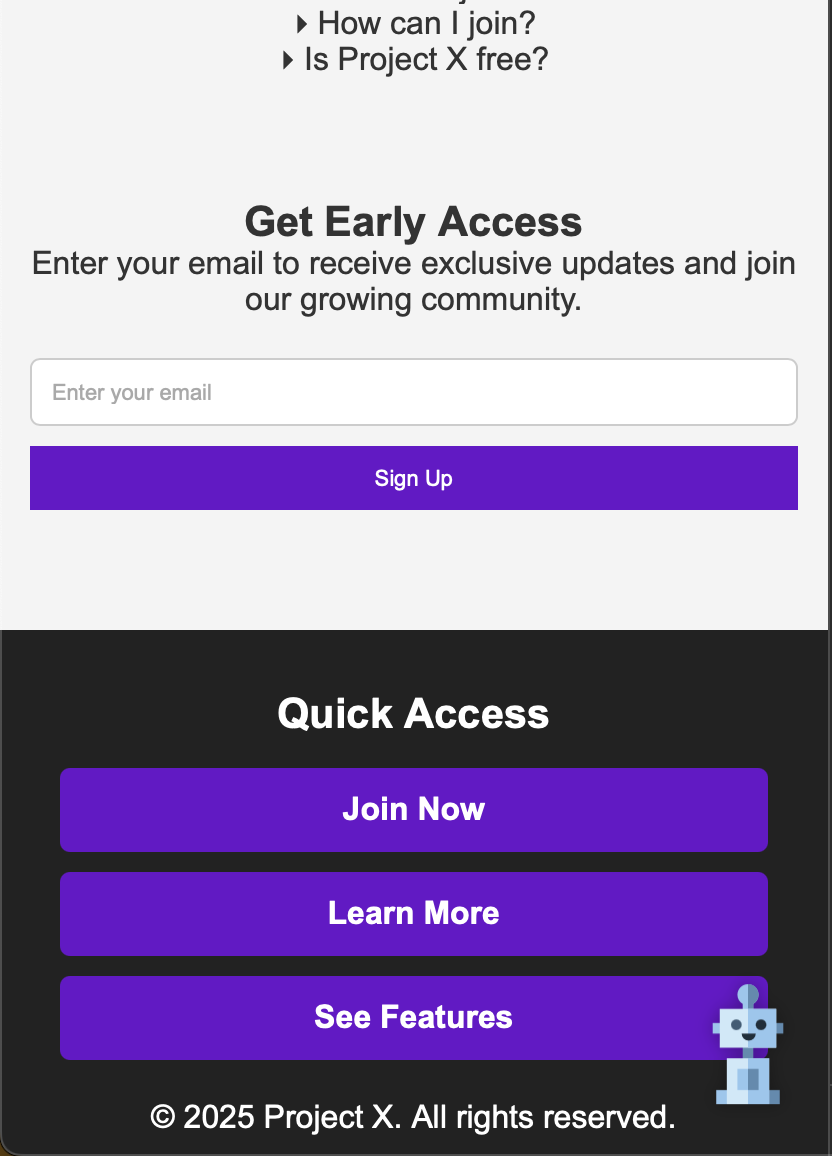 How can I join?
Is Project X free?
Get Early Access
Enter your email to receive exclusive updates and join
our growing community.
Enter your email
Sign Up
Quick Access
Join Now
Learn More
See Features
© 2025 Project X. All rights reserved.